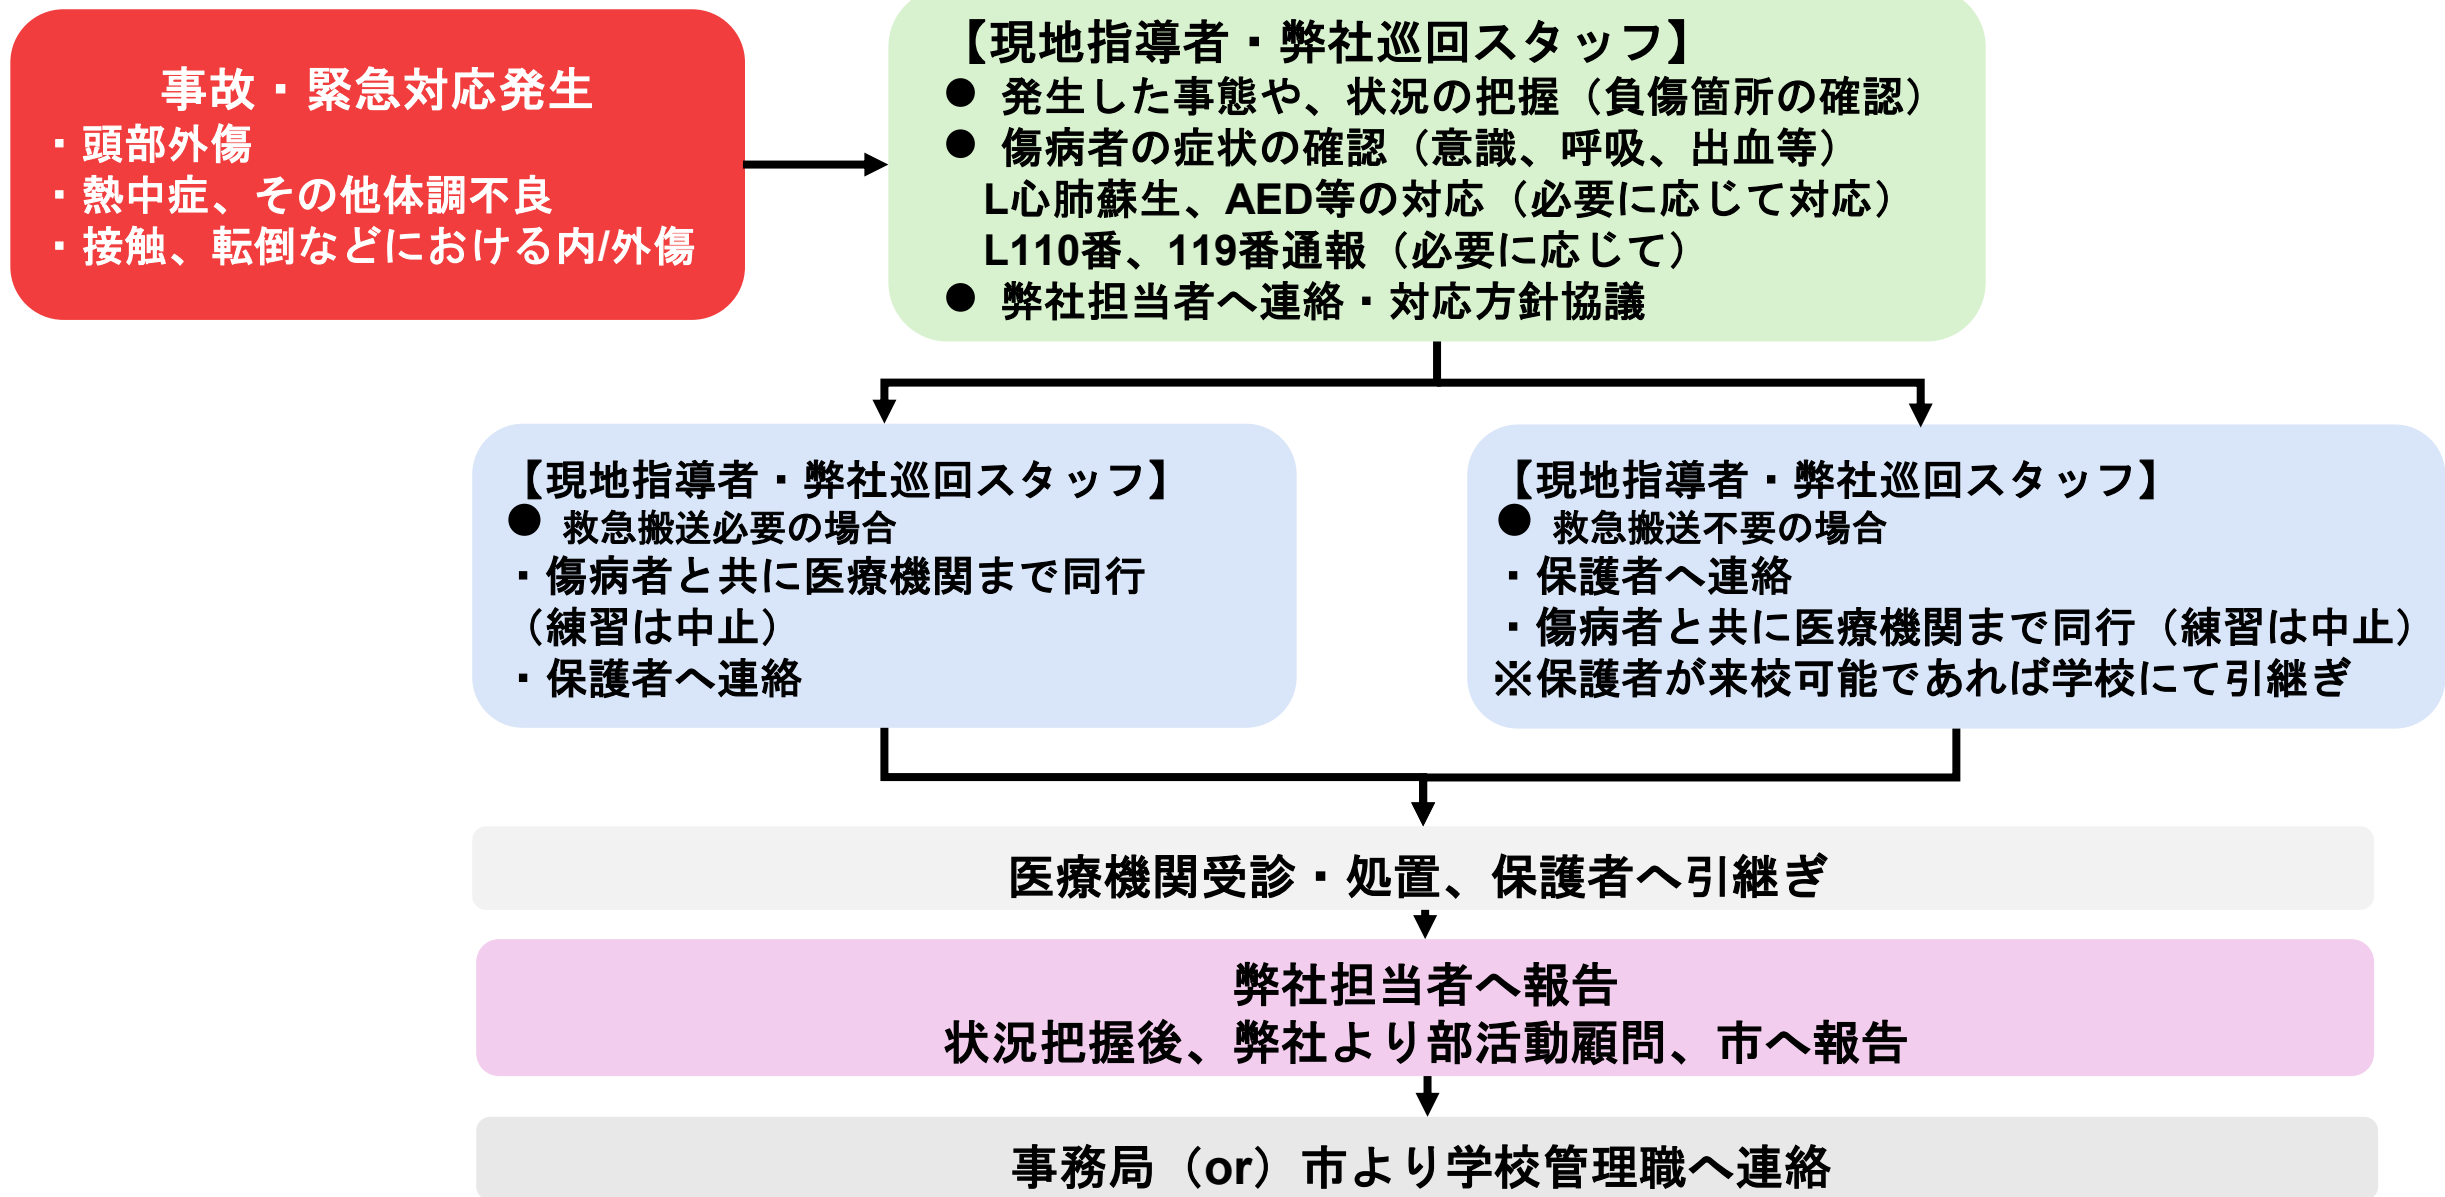 事故・緊急対応発生
・頭部外傷
・熱中症、その他体調不良
・接触、転倒などにおける内/外傷
【現地指導者・弊社巡回スタッフ】
● 発生した事態や、状況の把握（負傷箇所の確認）
● 傷病者の症状の確認（意識、呼吸、出血等）
L心肺蘇生、AED等の対応（必要に応じて対応）
L110番、119番通報（必要に応じて）
● 弊社担当者へ連絡・対応方針協議
【現地指導者・弊社巡回スタッフ】
● 救急搬送必要の場合
・傷病者と共に医療機関まで同行
（練習は中止）
・保護者へ連絡
【現地指導者・弊社巡回スタッフ】
● 救急搬送不要の場合
・保護者へ連絡
・傷病者と共に医療機関まで同行（練習は中止）
※保護者が来校可能であれば学校にて引継ぎ
医療機関受診・処置、保護者へ引継ぎ
弊社担当者へ報告
状況把握後、弊社より部活動顧問、市へ報告
事務局（or）市より学校管理職へ連絡